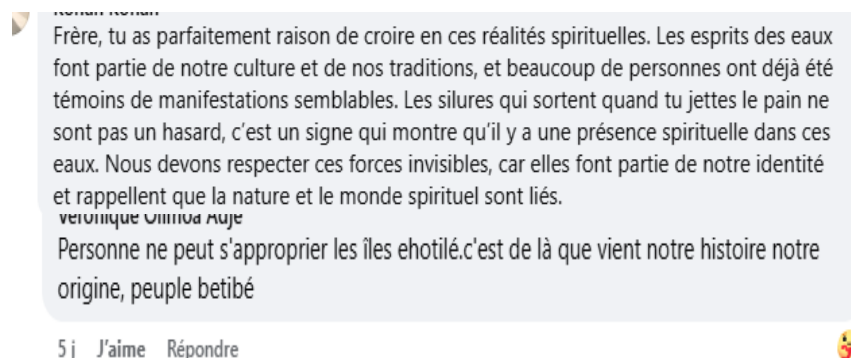 Frère, tu as parfaitement raison de croire en ces réalités spirituelles. Les esprits des eaux
font partie de notre culture et de nos traditions, et beaucoup de personnes ont déjà été
témoins de manifestations semblables. Les silures qui sortent quand tu jettes le pain ne
sont pas un hasard, c’est un signe qui montre qu’il y a une présence spirituelle dans ces
eaux. Nous devons respecter ces forces invisibles, car elles font partie de notre identité
et rappellent que la nature et le monde spirituel sont liés.
Personne ne peut s'approprier les îles ehotilé.c'est de là que vient notre histoire notre
origine, peuple betibé
5 j J’aime Répondre